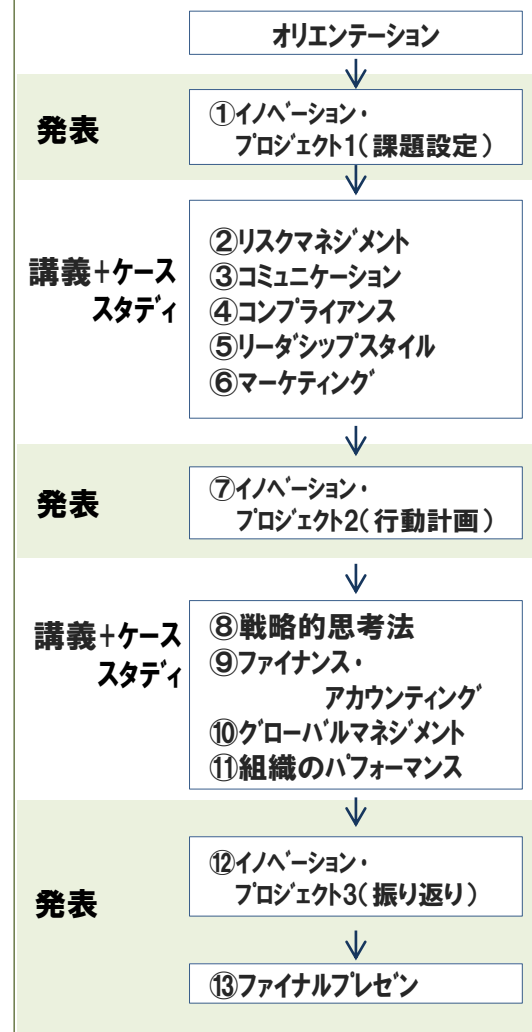 オリエンテーション
発表
①イノベーション・
プロジェクト1(課題設定)
講義+ケース
スタディ
②リスクマネジメント
③コミュニケーション
④コンプライアンス
⑤リーダシップスタイル
⑥マーケティング
発表
⑦イノベーション・
プロジェクト2(行動計画)
講義+ケース
スタディ
⑧戦略的思考法
⑨ファイナンス・
アカウンティング
⑩グローバルマネジメント
⑪組織のパフォーマンス
発表
⑫イノベーション・
プロジェクト3(振り返り)
⑬ファイナルプレゼン